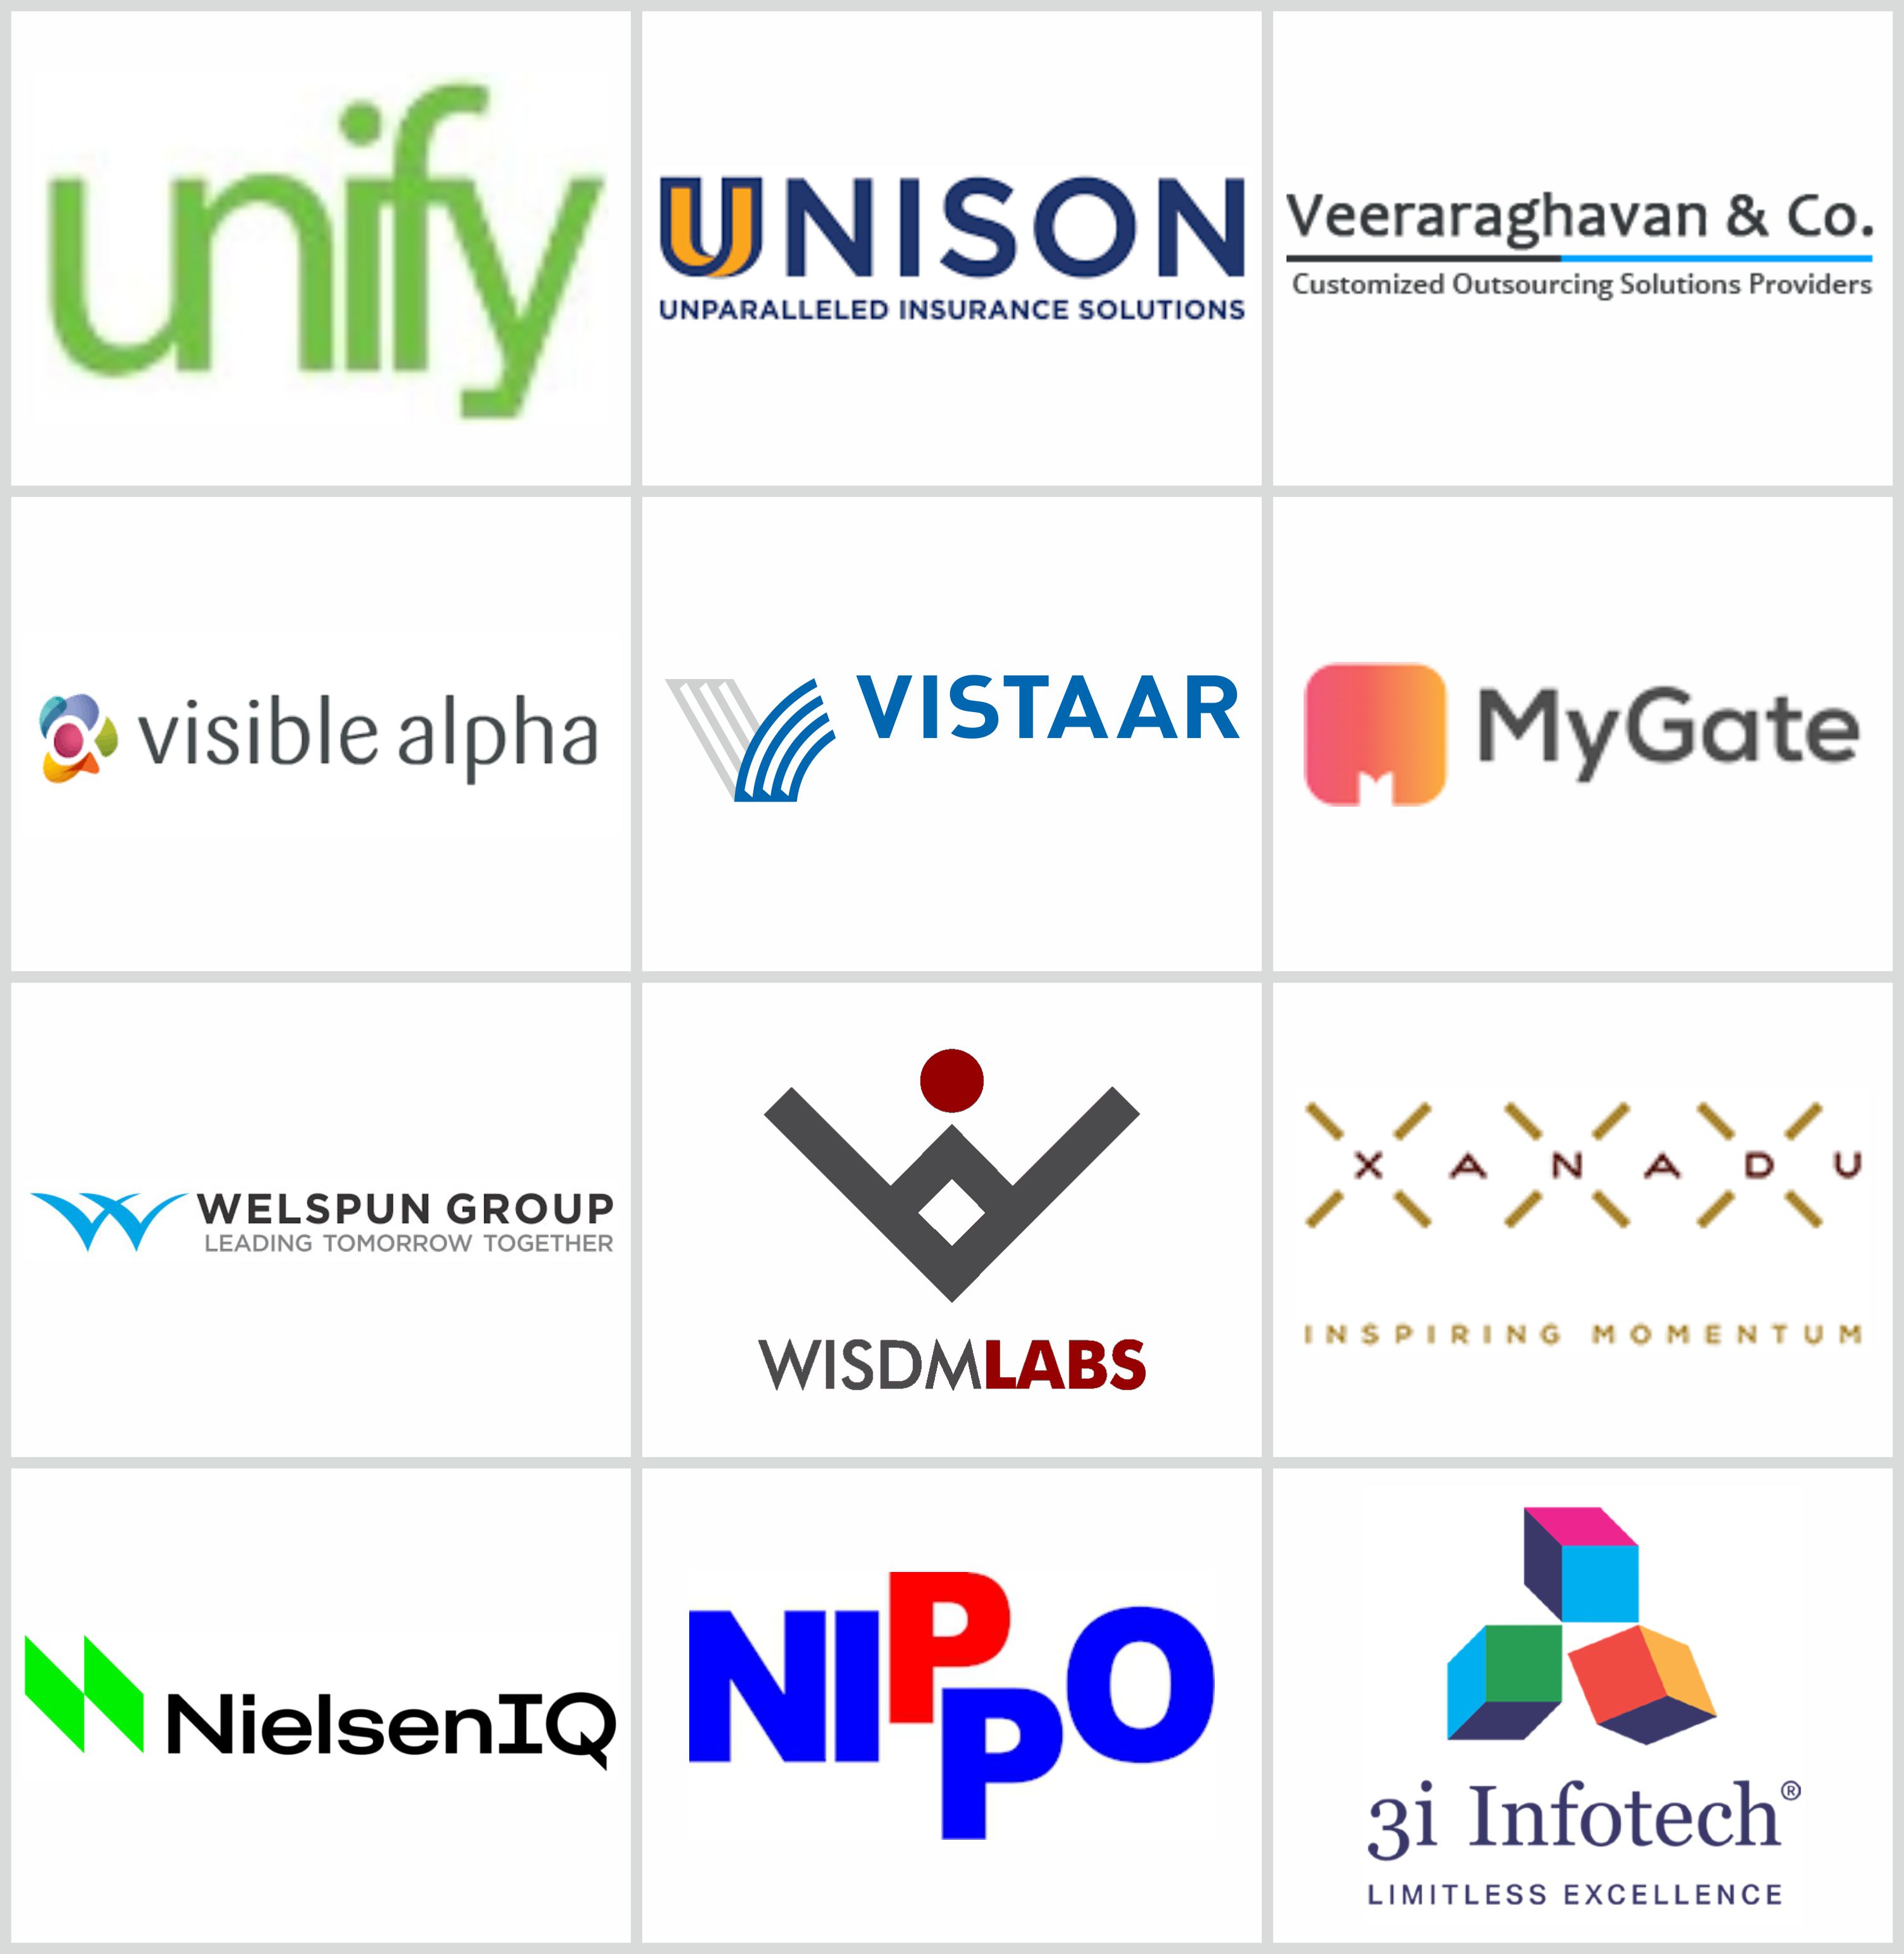 unify
UNISON
UNPARALLELED INSURANCE SOLUTIONS
Veeraraghavan & Co.
Customized Outsourcing Solutions Providers
visible alpha
VISTAAR
MyGate
WELSPUN GROUP
LEADING TOMORROW TOGETHER
WISDMLABS
XANADU
INSPIRING MOMENTUM
NielsenIQ
NIPPO
3i Infotech®
LIMITLESS EXCELLENCE